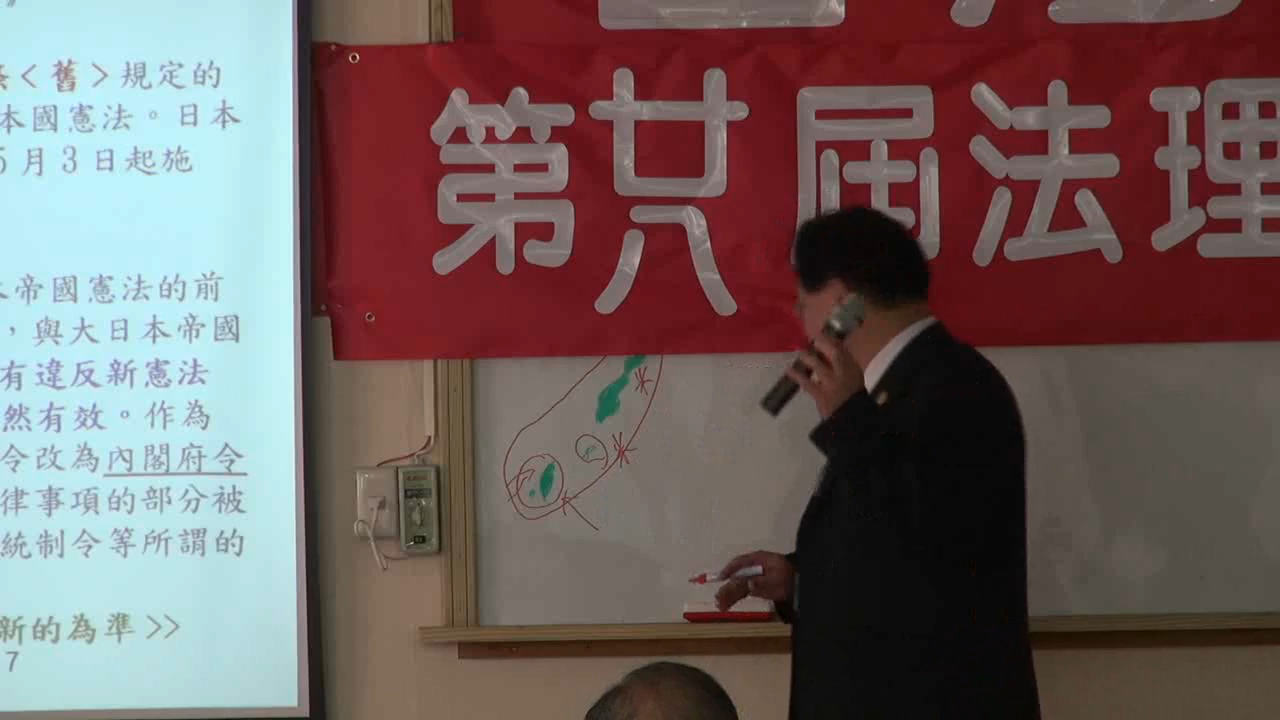 <舊>規定的
本國憲法。日本
5月3日起施
帝國憲法的前
，與大日本帝國
有違反新憲法
然有效。作為
令改為內閣府令
律事項的部分被
統制令等所謂的
新的為準>>
7
第廿八屆法理